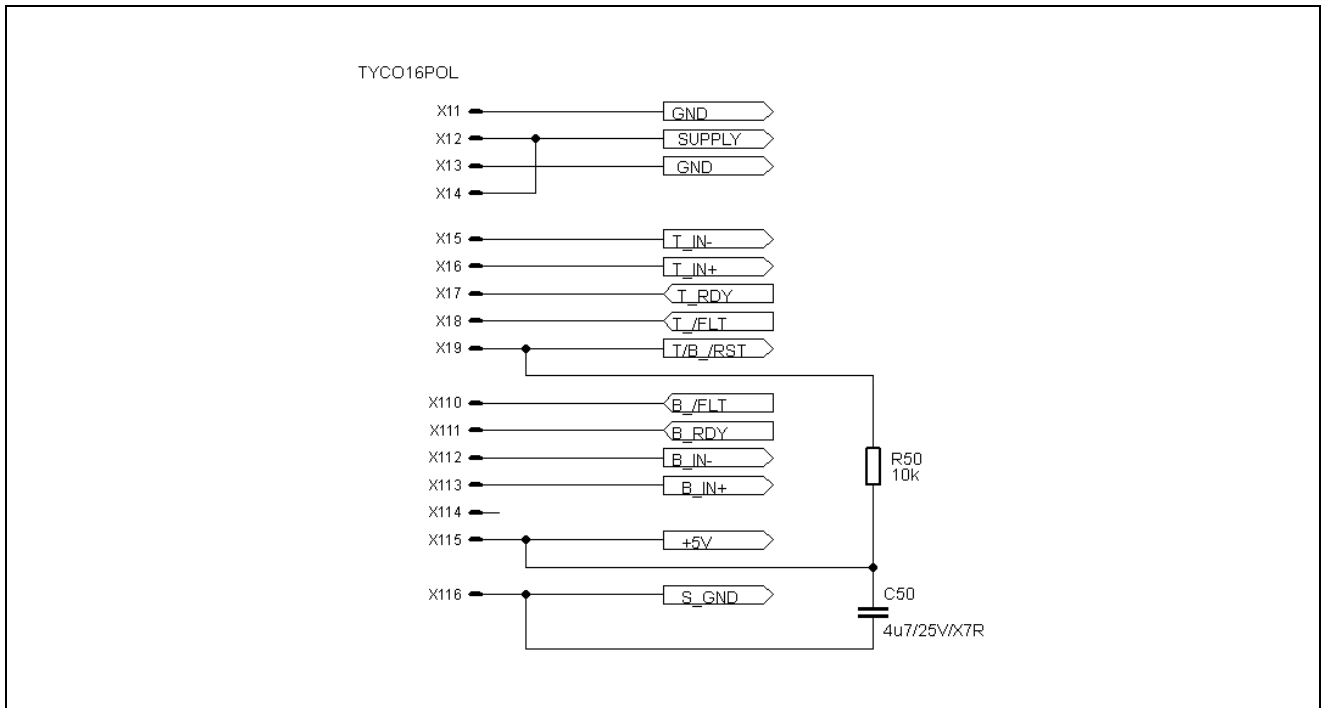 TYCO16POL
X11 GND
X12 SUPPLY
X13 GND
X14
X15 T_IN-
X16 T_IN+
X17 T_RDY
X18 T_/FLT
X19 T/B_/RST
X110 B_/FLT
X111 B_RDY
X112 B_IN-
R50
10k
X113 B_IN+
X114
X115 +5V
X116 S_GND
C50
4u7/25V/X7R